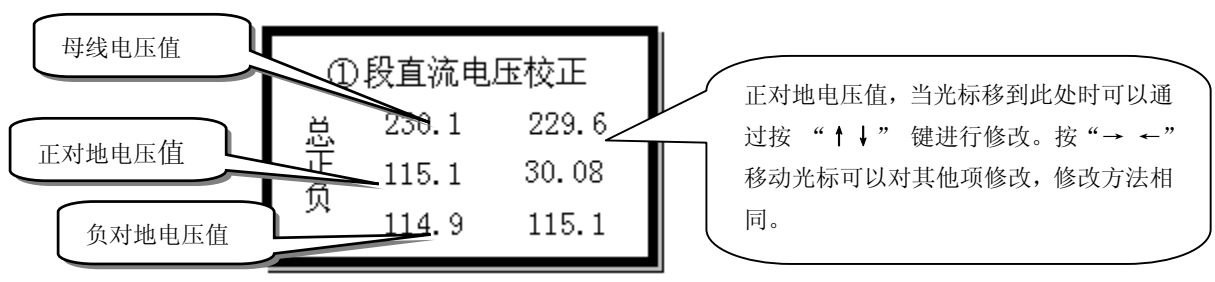 母线电压值
正对地电压值
负对地电压值
①段直流电压校正
总 230.1 229.6
正 115.1 30.08
负 114.9 115.1
正对地电压值，当光标移到此处时可以通
过按 “↑↓” 键进行修改。按“→ ←”
移动光标可以对其他项修改，修改方法相
同。